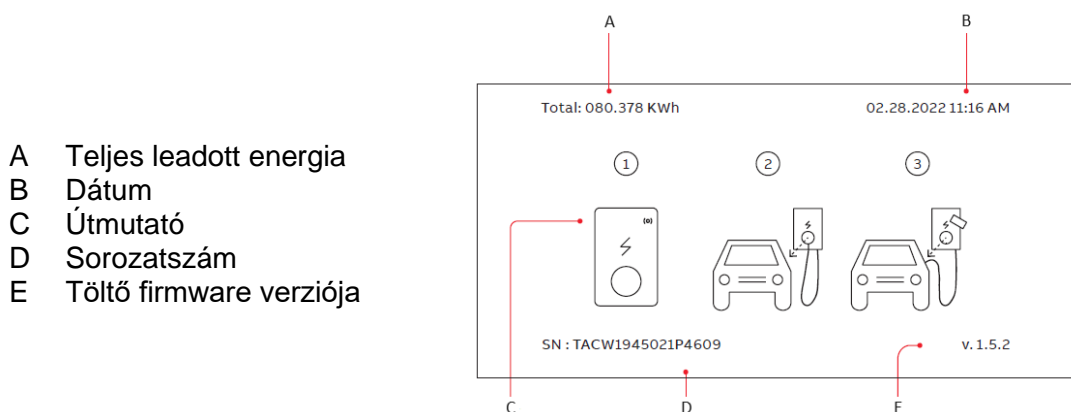 A B
Total: 080.378 KWh 02.28.2022 11:16 AM
1 2 3
A Teljes leadott energia
B Dátum
C Útmutató
D Sorozatszám
E Töltő firmware verziója
SN : TACW1945021P4609 v. 1.5.2
C D E